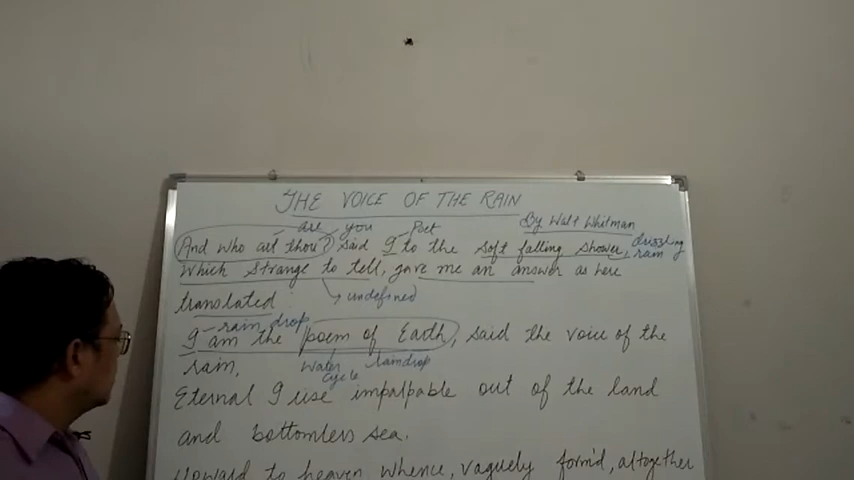 THE VOICE OF THE RAIN
By Walt Whitman
are you Poet
And who art thou? said I to the soft falling shower, drizzling rain
Which strange to tell, gave me an answer as here
undefined
translated :
rain drop
I am the poem of Earth, said the voice of the
Water cycle raindrop
rain,
Eternal I use impalpable out of the land
and bottomless sea.
Upward to heaven whence, vaguely form'd, altogether